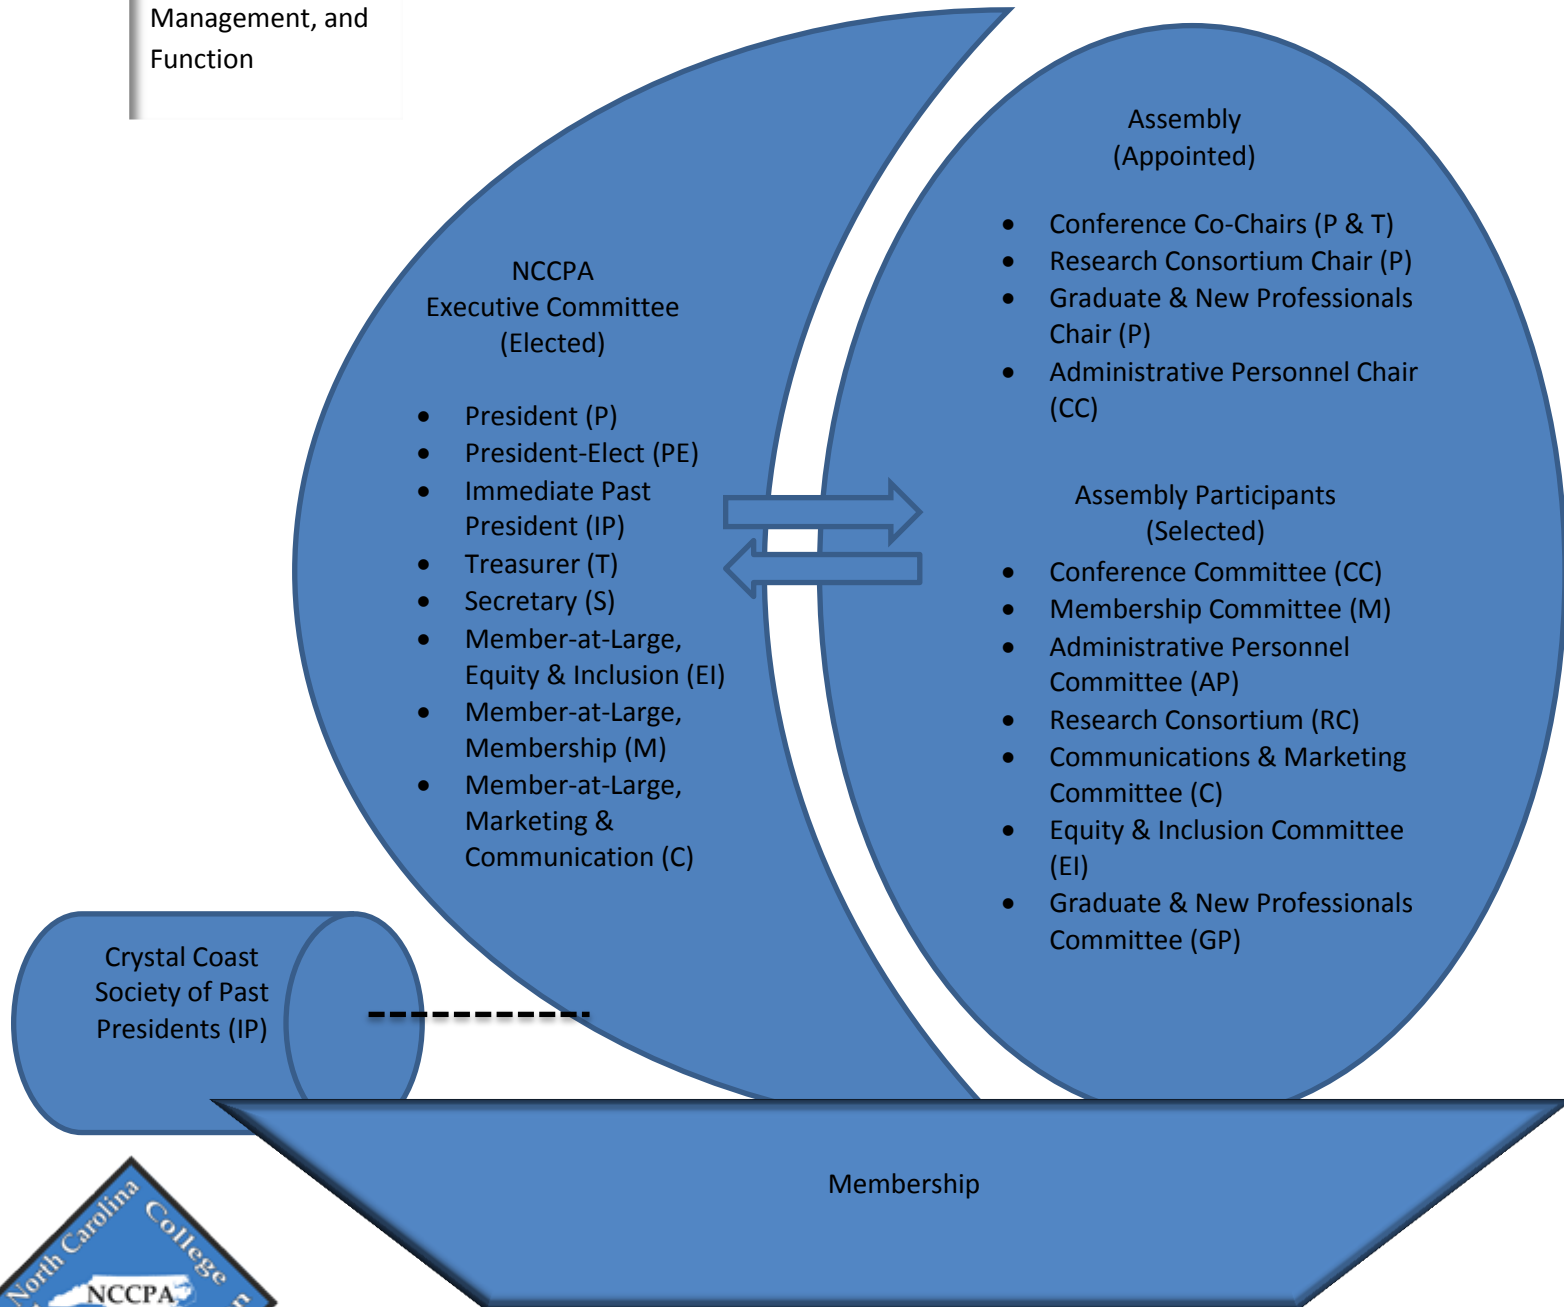 Management, and
Function
NCCPA
Executive Committee
(Elected)
• President (P)
• President-Elect (PE)
• Immediate Past
President (IP)
• Treasurer (T)
• Secretary (S)
• Member-at-Large,
Equity & Inclusion (EI)
• Member-at-Large,
Membership (M)
• Member-at-Large,
Marketing &
Communication (C)
Assembly
(Appointed)
• Conference Co-Chairs (P & T)
• Research Consortium Chair (P)
• Graduate & New Professionals
Chair (P)
• Administrative Personnel Chair
(CC)
Assembly Participants
(Selected)
• Conference Committee (CC)
• Membership Committee (M)
• Administrative Personnel
Committee (AP)
• Research Consortium (RC)
• Communications & Marketing
Committee (C)
• Equity & Inclusion Committee
(EI)
• Graduate & New Professionals
Committee (GP)
Crystal Coast
Society of Past
Presidents (IP)
Membership
North Carolina
College
NCCPA